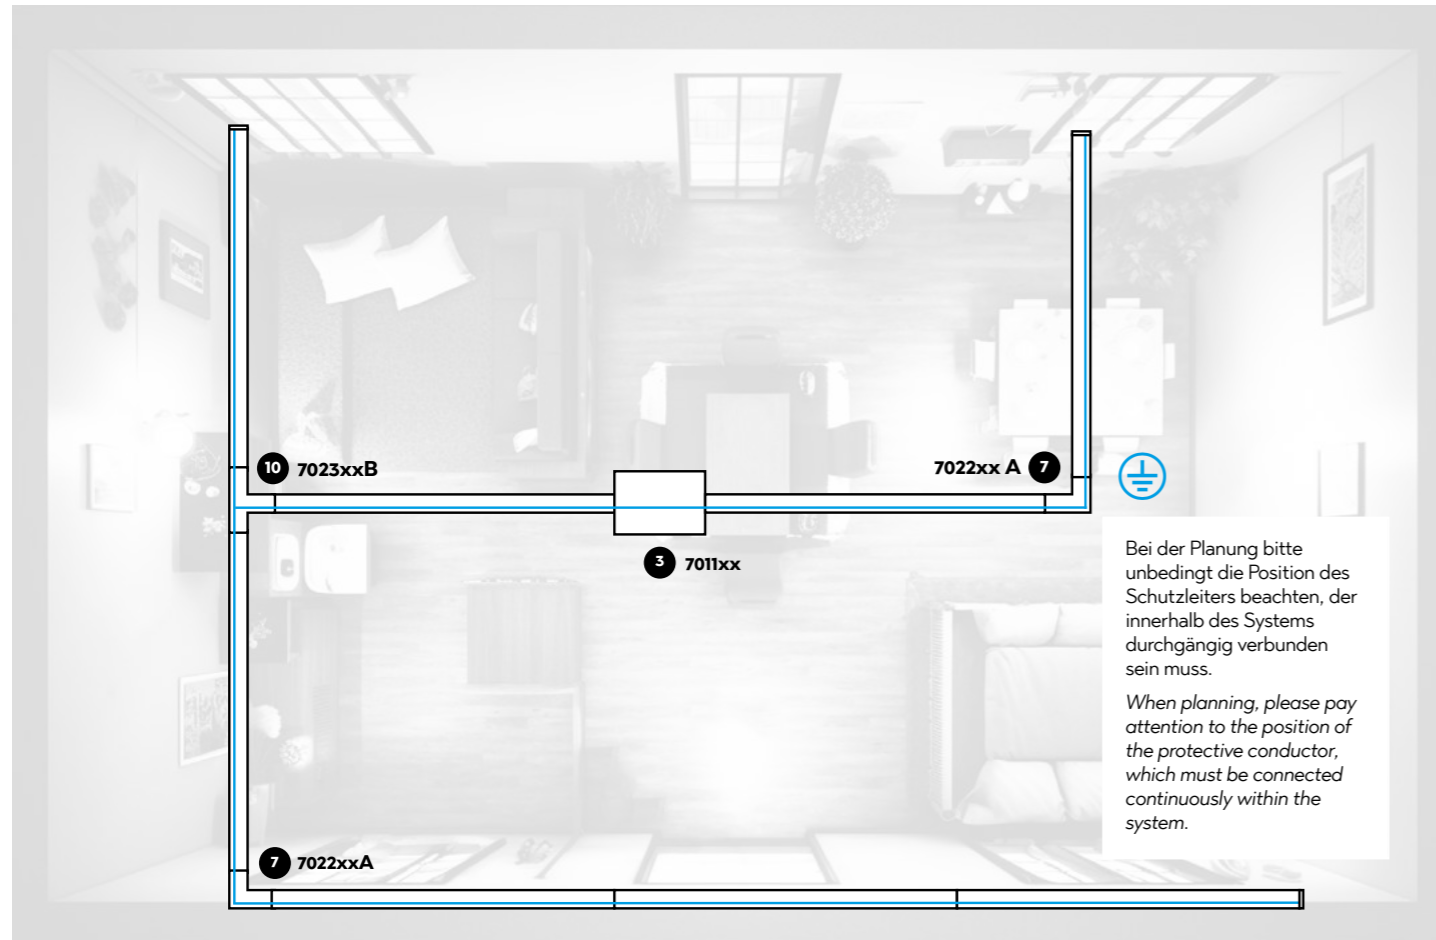 10 7023xxB
7022xx A 7
3 7011xx
Bei der Planung bitte
unbedingt die Position des
Schutzleiters beachten, der
innerhalb des Systems
durchgängig verbunden
sein muss.
When planning, please pay
attention to the position of
the protective conductor,
which must be connected
continuously within the
system.
7 7022xxA